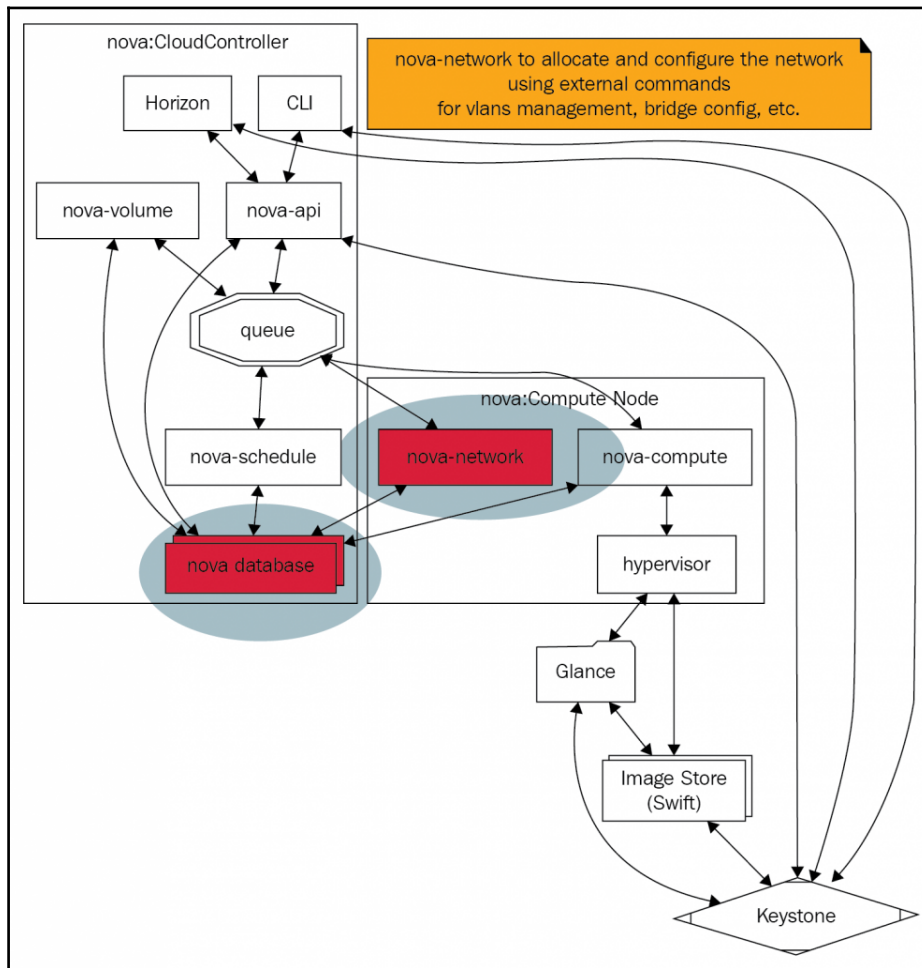 nova:CloudController
nova-network to allocate and configure the network
using external commands
for vlans management, bridge config, etc.
Horizon
CLI
nova-volume
nova-api
queue
nova:Compute Node
nova-schedule
nova-network
nova-compute
nova database
hypervisor
Glance
Image Store
(Swift)
Keystone